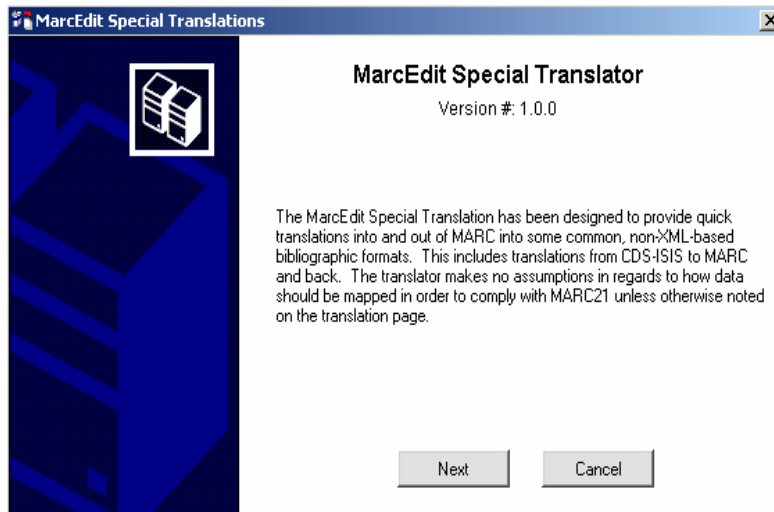 MarcEdit Special Translations
MarcEdit Special Translator
Version #: 1.0.0
The MarcEdit Special Translation has been designed to provide quick
translations into and out of MARC into some common, non-XML-based
bibliographic formats.  This includes translations from CDS-ISIS to MARC
and back.  The translator makes no assumptions in regards to how data
should be mapped in order to comply with MARC21 unless otherwise noted
on the translation page.
Next
Cancel